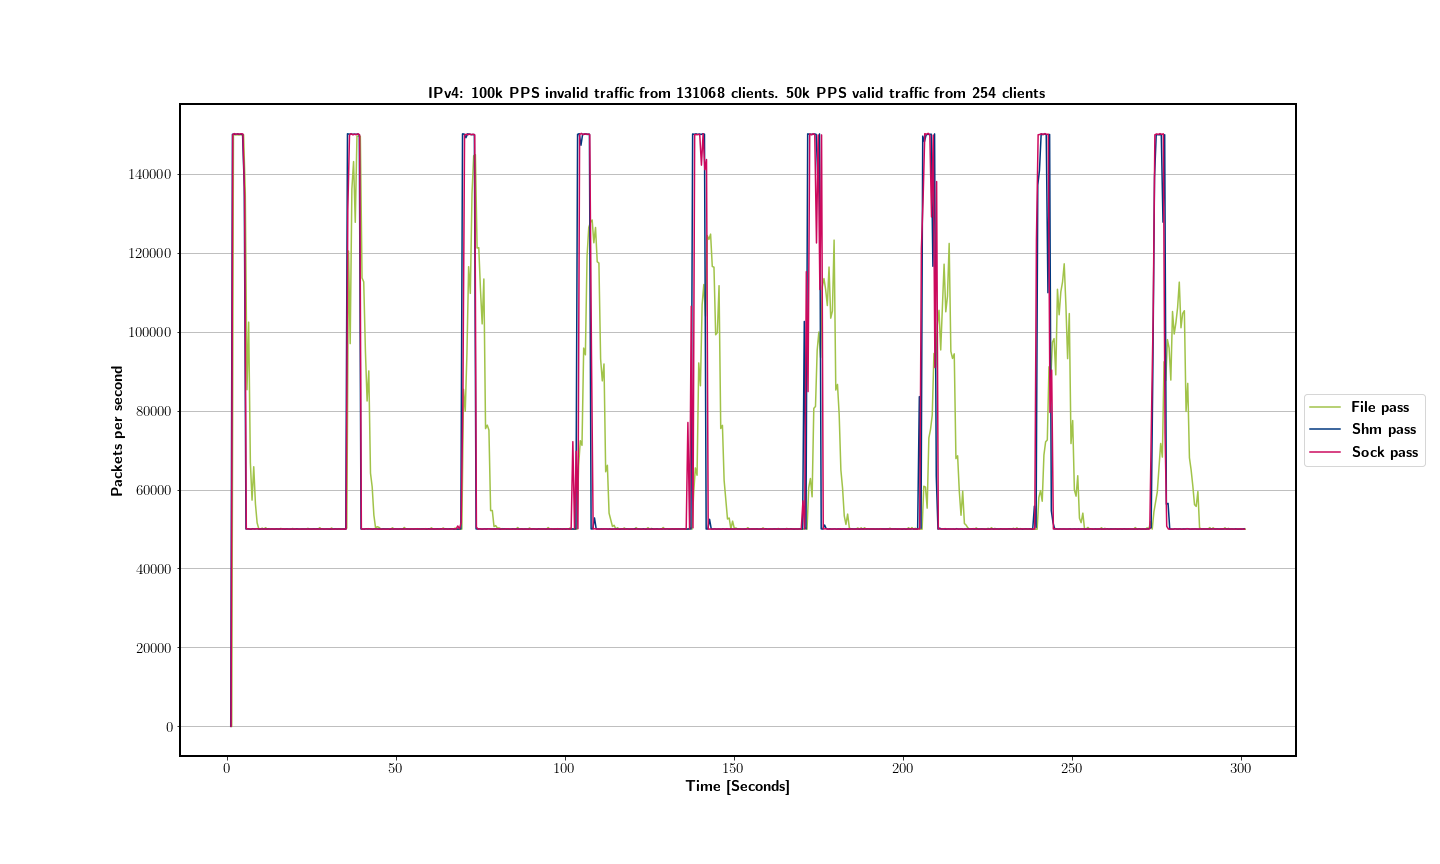 IPv4: 100k PPS invalid traffic from 131068 clients. 50k PPS valid traffic from 254 clients
140000
120000
100000
80000
60000
40000
20000
0
Packets per second
0 50 100 150 200 250 300
Time [Seconds]
File pass
Shm pass
Sock pass